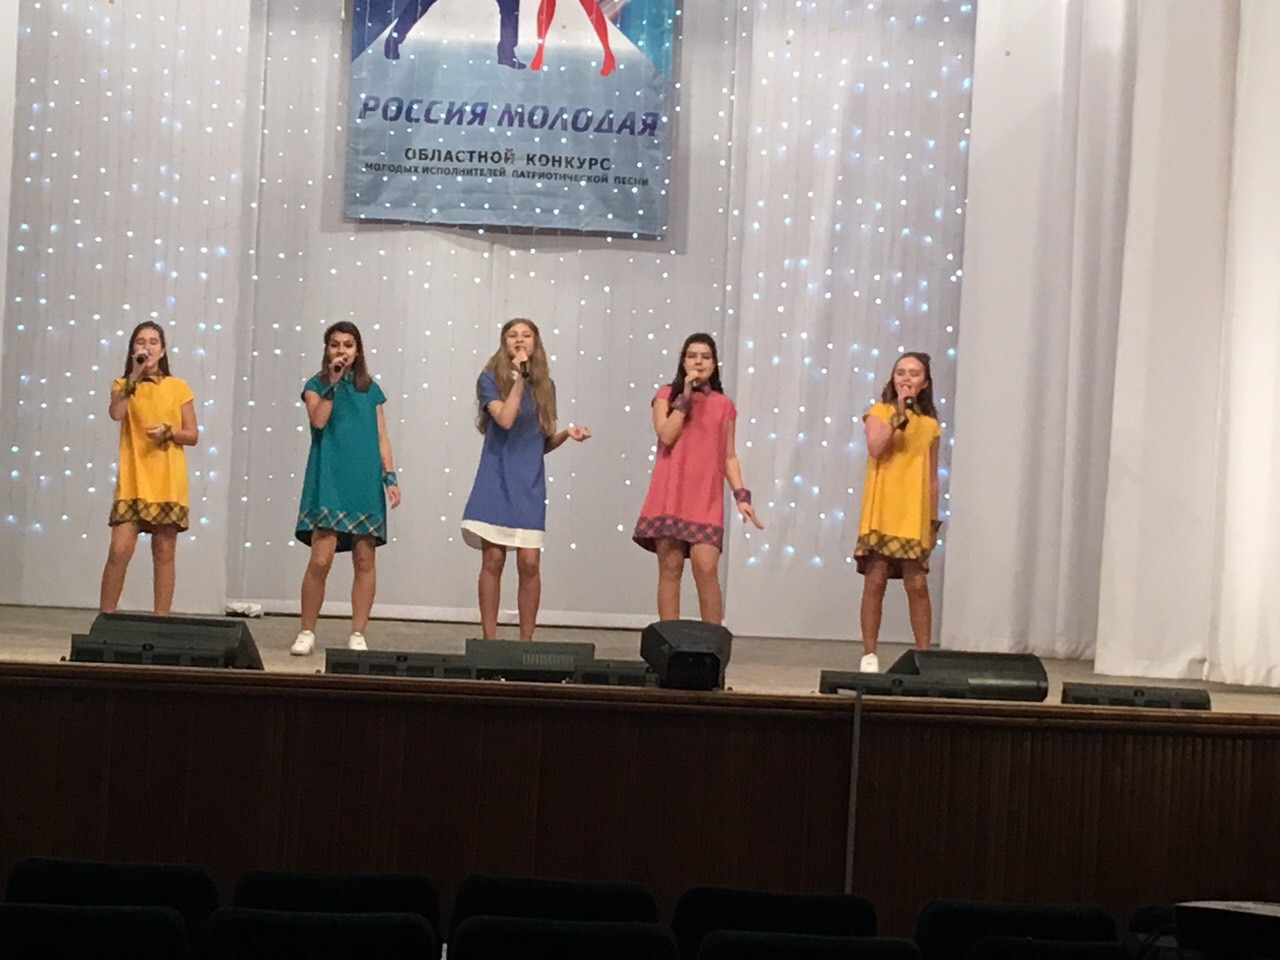 РОССИЯ МОЛОДАЯ
ОБЛАСТНОЙ КОНКУРС
МОЛОДЫХ ИСПОЛНИТЕЛЕЙ ПАТРИОТИЧЕСКОЙ ПЕСНИ